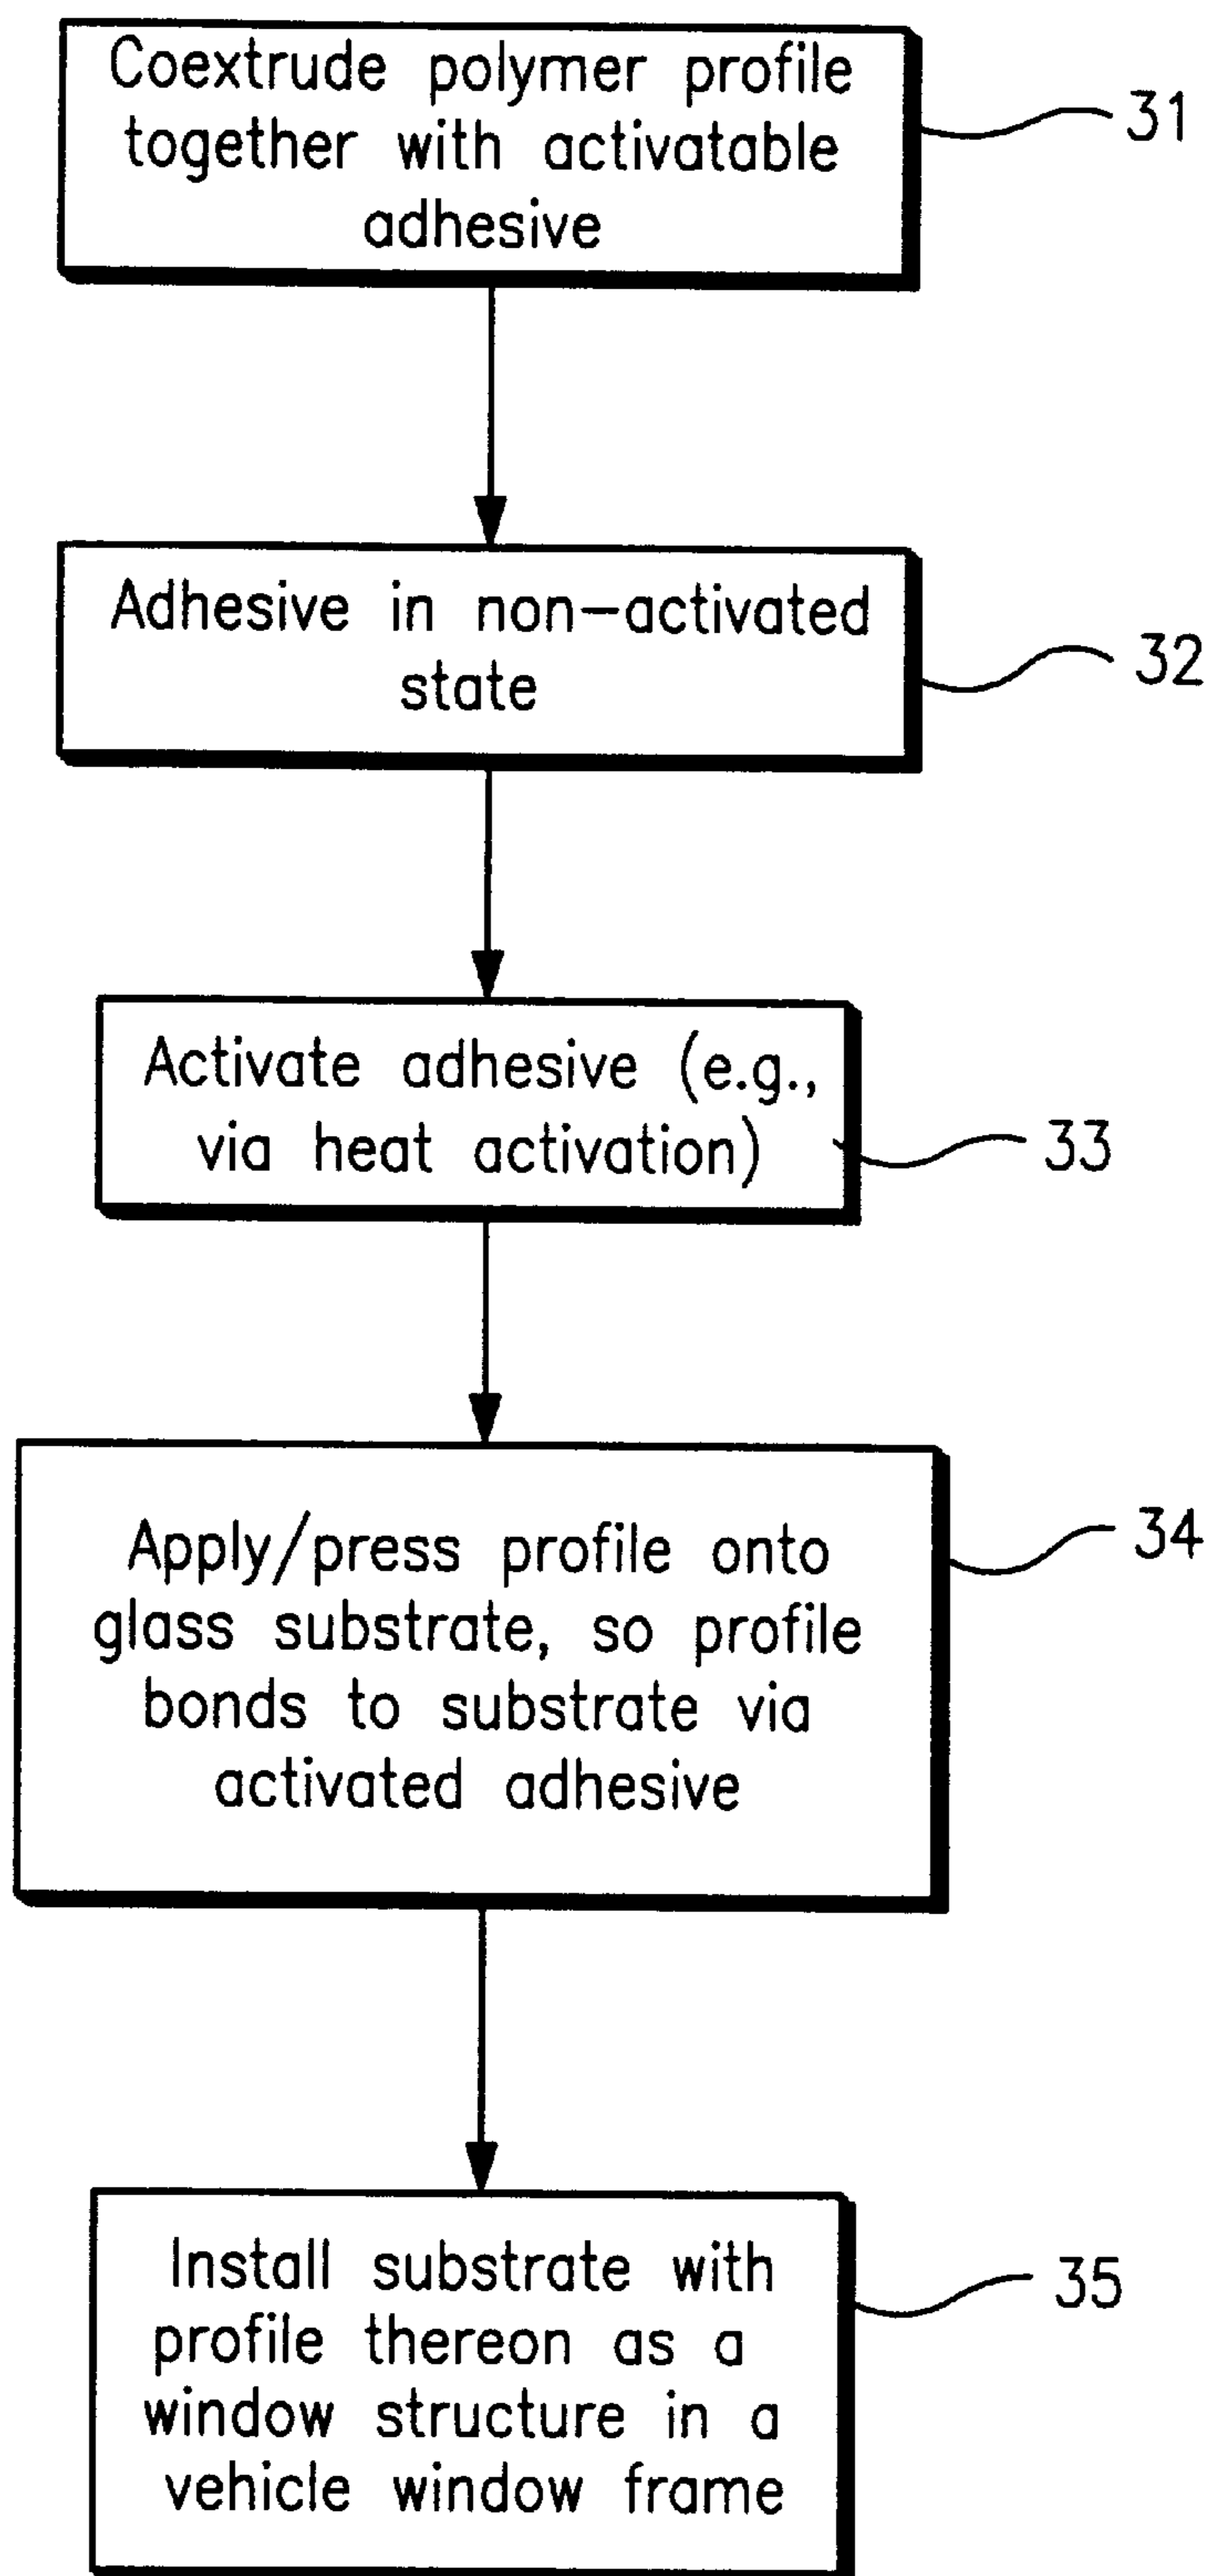 Coextrude polymer profile
together with activatable
adhesive
31
Adhesive in non-activated
state
32
Activate adhesive (e.g.,
via heat activation)
33
Apply/press profile onto
glass substrate, so profile
bonds to substrate via
activated adhesive
34
Install substrate with
profile thereon as a
window structure in a
vehicle window frame
35